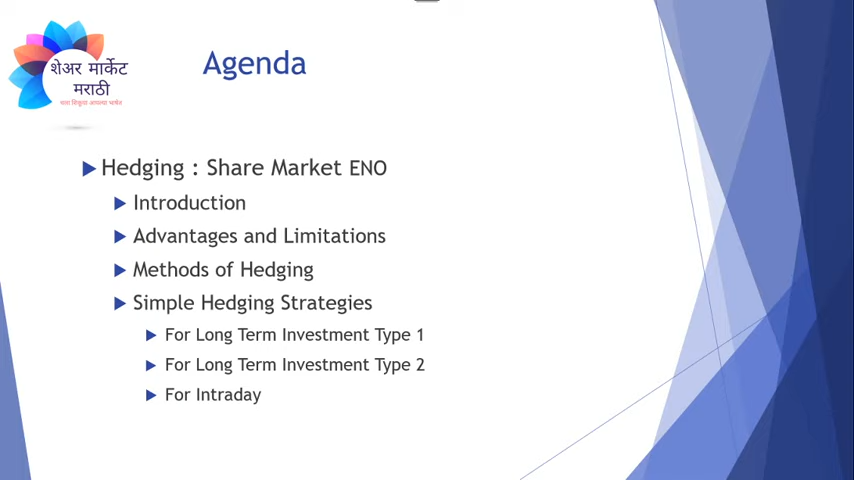 शेअर मार्केट
मराठी
Agenda
Hedging : Share Market ENO
Introduction
Advantages and Limitations
Methods of Hedging
Simple Hedging Strategies
For Long Term Investment Type 1
For Long Term Investment Type 2
For Intraday